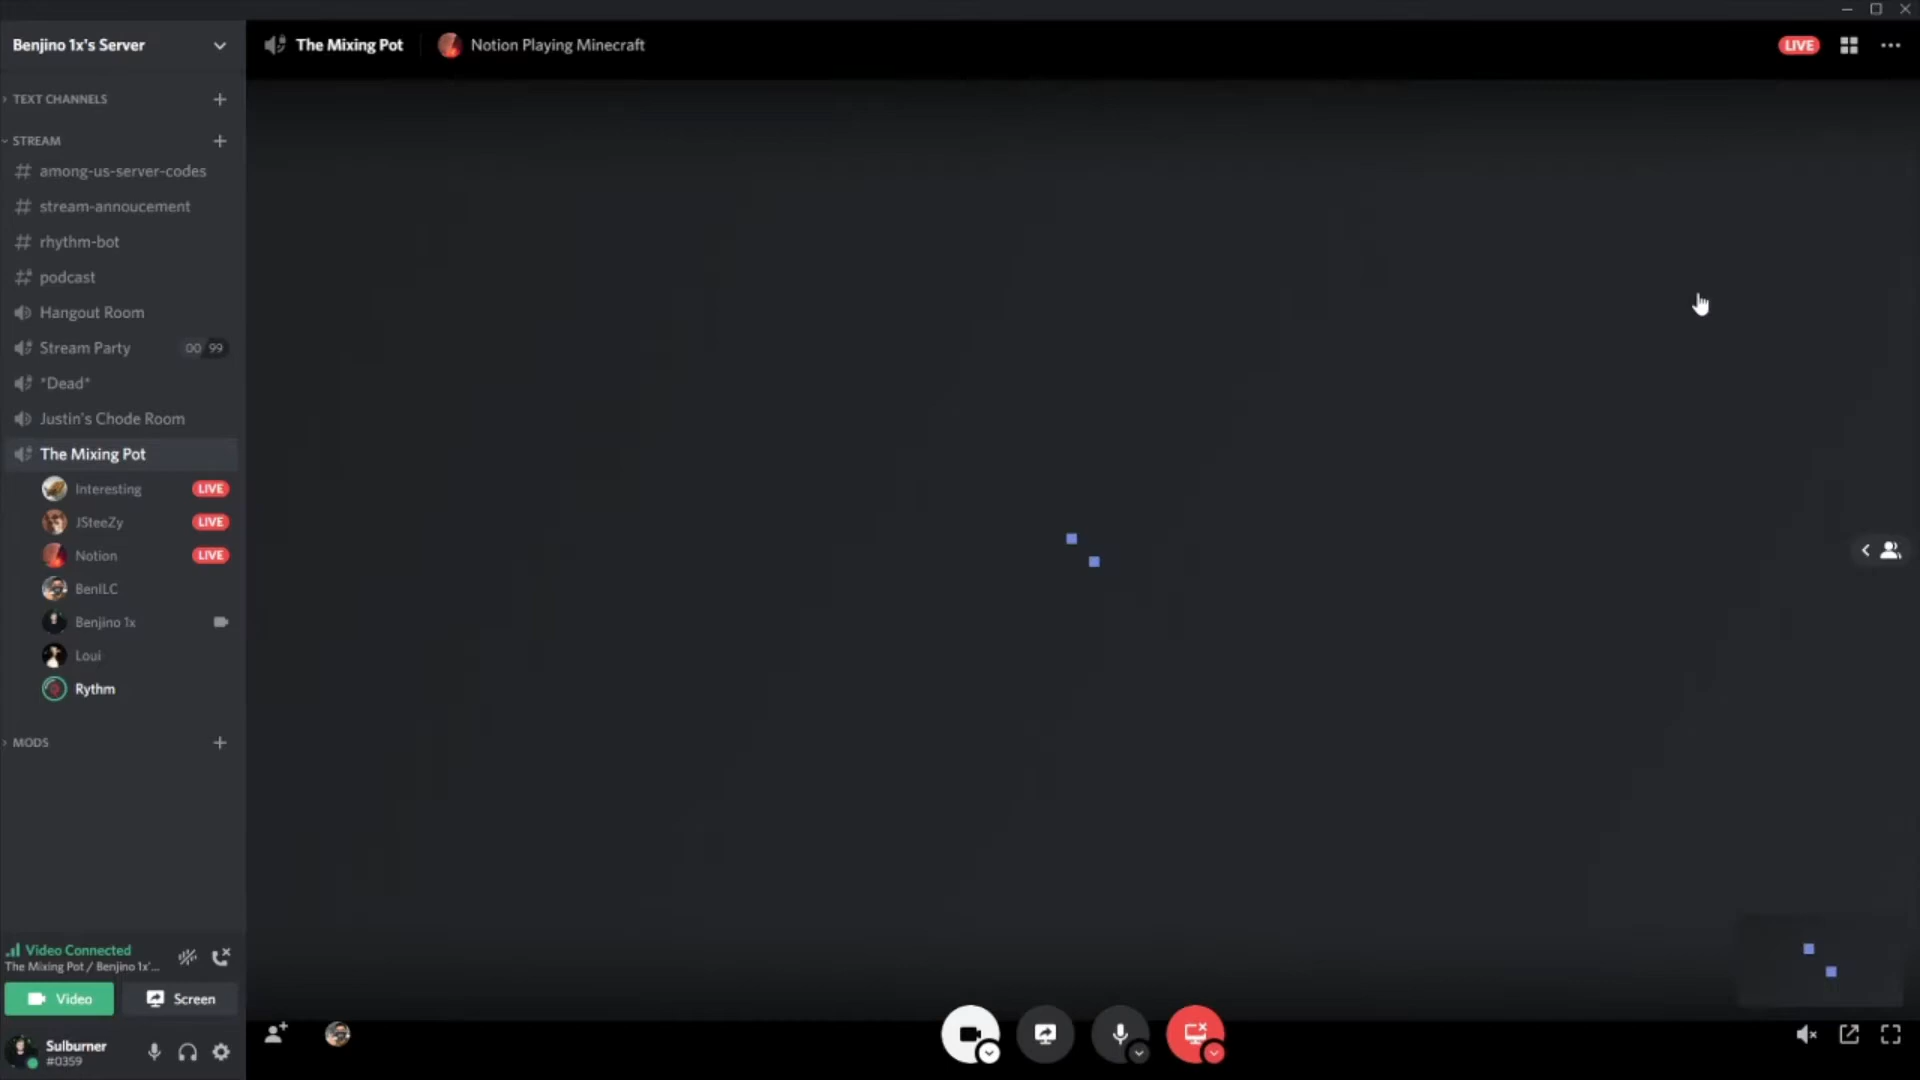 Benjino 1x's Server
The Mixing Pot
Notion Playing Minecraft
LIVE
TEXT CHANNELS
STREAM
among-us-server-codes
stream-annoucement
rhythm-bot
podcast
Hangout Room
Stream Party 00 99
*Dead*
Justin's Chode Room
The Mixing Pot
Interesting LIVE
JSteeZy LIVE
Notion LIVE
BenILC
Benjino 1x
Loui
Rythm
MODS
Video Connected
The Mixing Pot / Benjino 1x'...
Video Screen
Sulburner
#0359